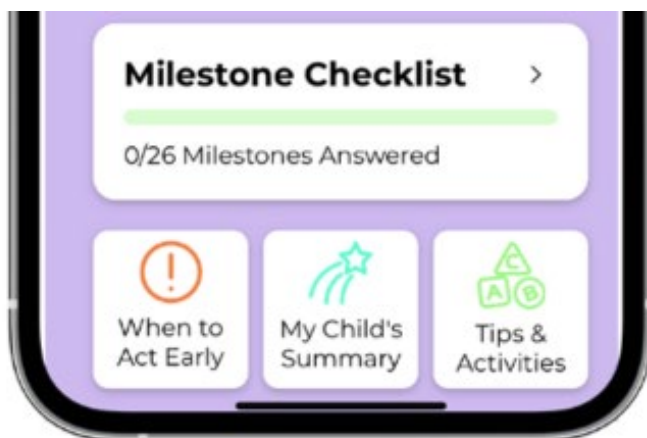 Milestone Checklist >
0/26 Milestones Answered
When to
Act Early
My Child's
Summary
C
A B
Tips &
Activities